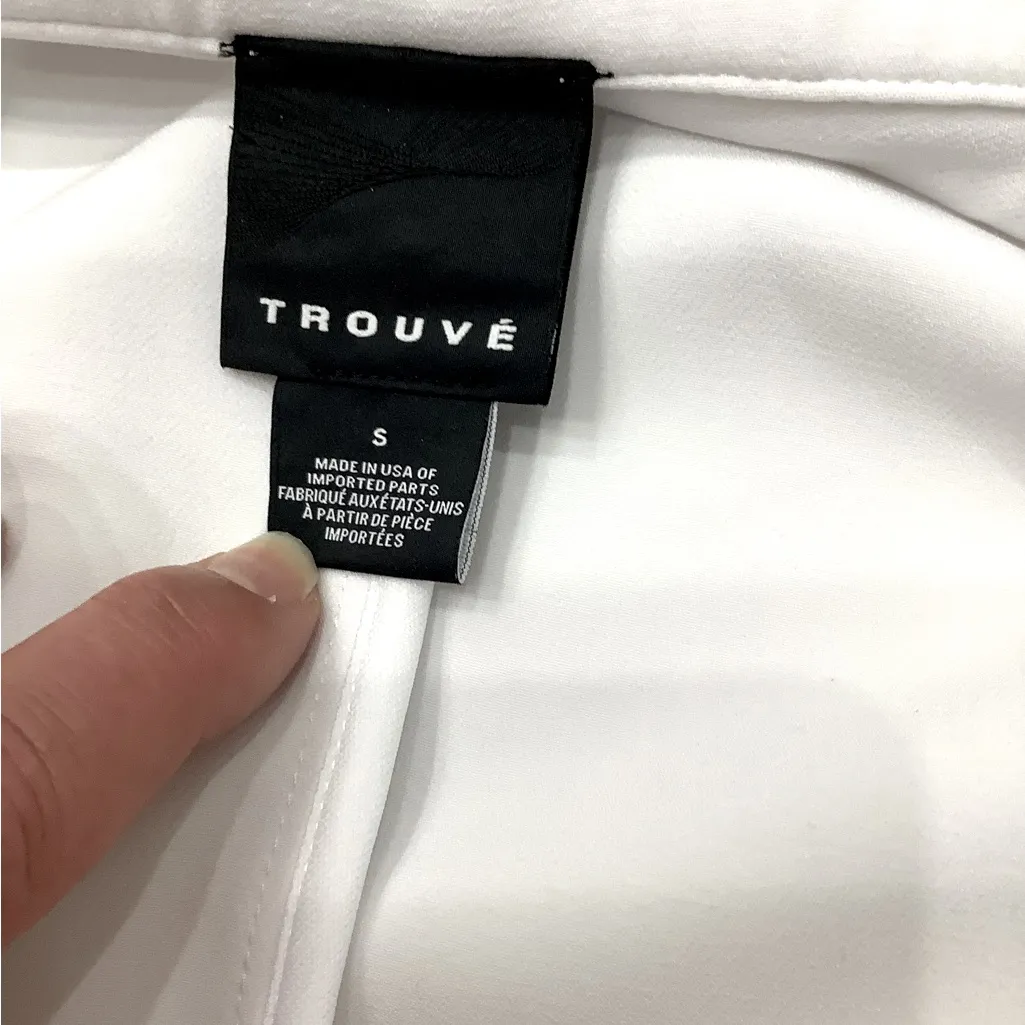 TROUVÉ
S
MADE IN USA OF
IMPORTED PARTS
FABRIQUÉ AUX ÉTATS-UNIS
À PARTIR DE PIÈCE
IMPORTÉES